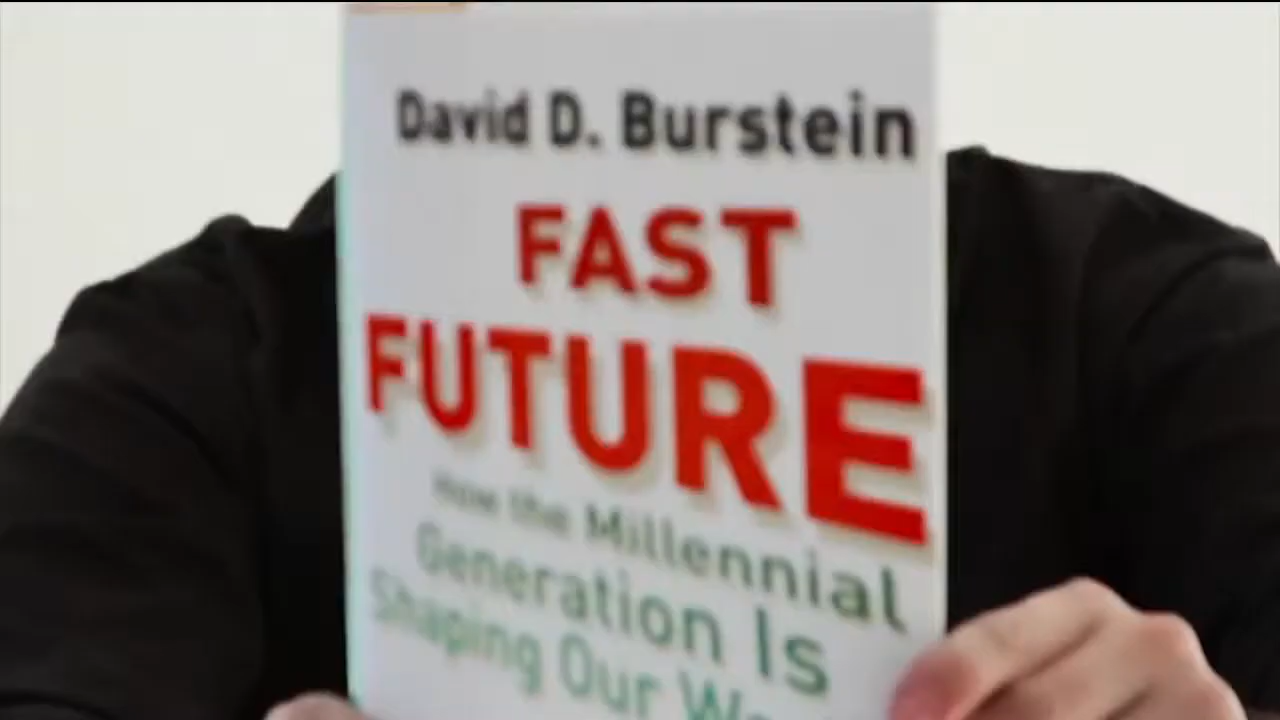 David D. Burstein
FAST
FUTURE
How the Millennial
Generation Is
Shaping Our